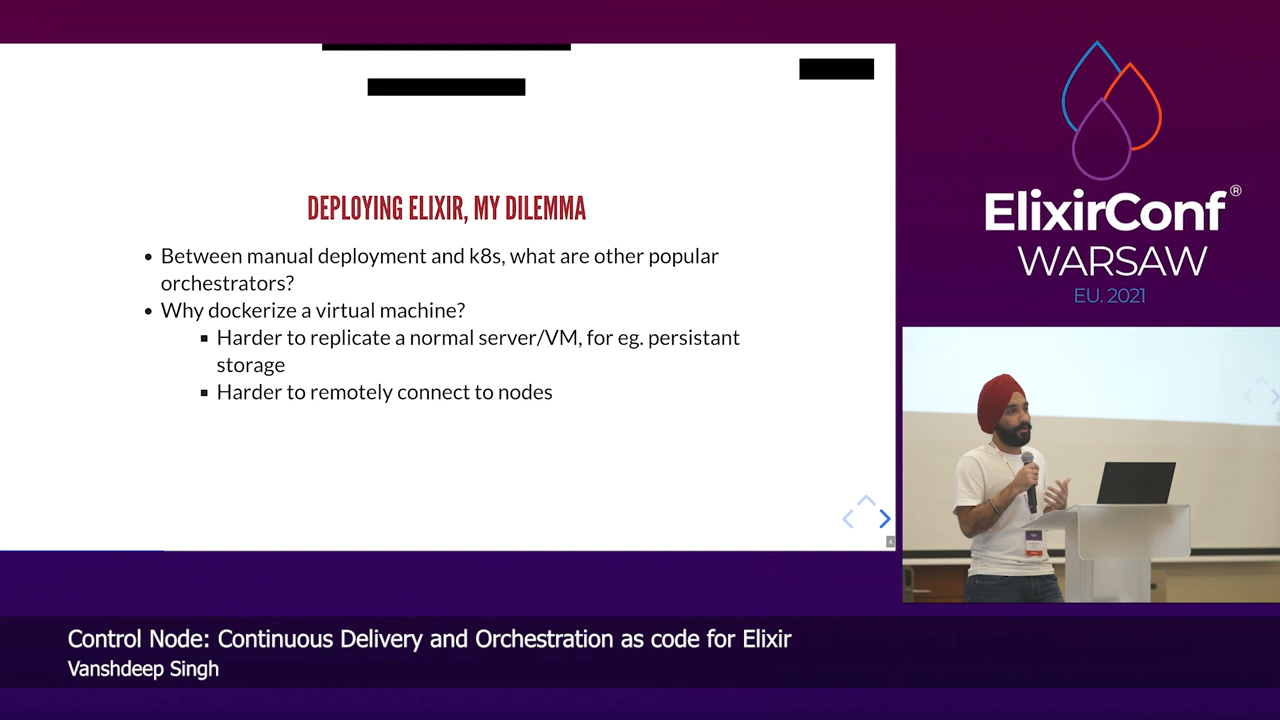 DEPLOYING ELIXIR, MY DILEMMA
Between manual deployment and k8s, what are other popular
orchestrators?
Why dockerize a virtual machine?
Harder to replicate a normal server/VM, for eg. persistant
storage
Harder to remotely connect to nodes
4
ElixirConf®
WARSAW
EU. 2021
Control Node: Continuous Delivery and Orchestration as code for Elixir
Vanshdeep Singh